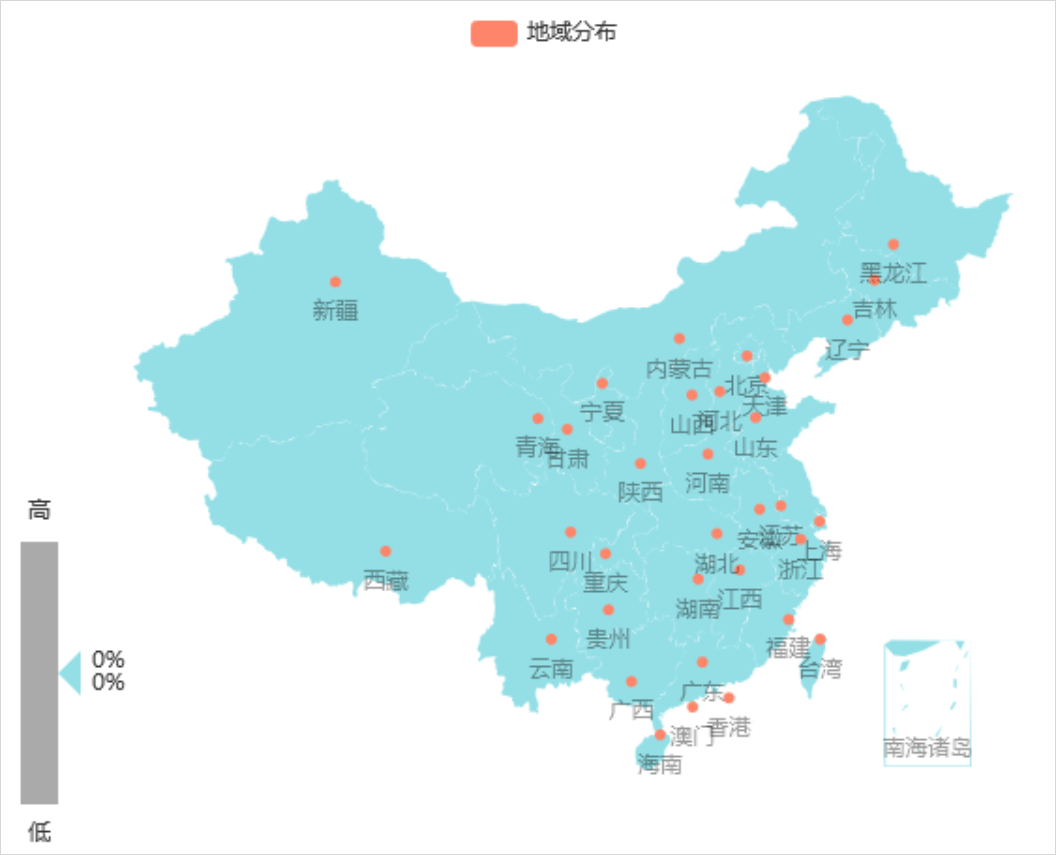 地域分布
黑龙江
吉林
新疆
辽宁
内蒙古
北京
天津
宁夏
山西
河北
山东
青海
甘肃
河南
陕西
高
安徽
江苏
上海
四川
湖北
浙江
西藏
重庆
湖南
江西
贵州
福建
0%
云南
台湾
0%
广东
广西
香港
澳门
南海诸岛
海南
低